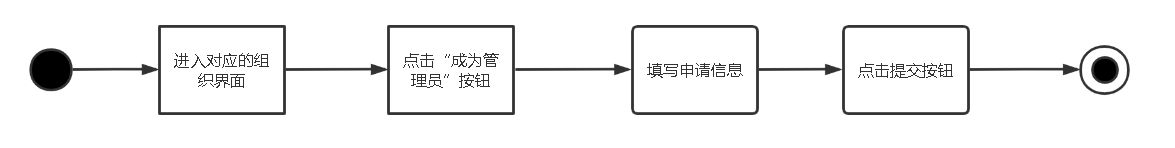 进入对应的组
织界面
点击“成为管
理员”按钮
填写申请信息
点击提交按钮